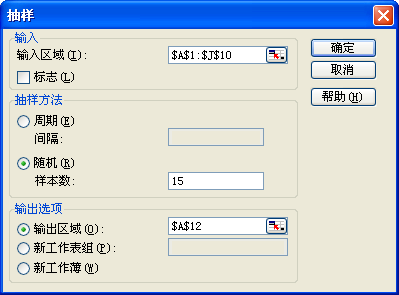 抽样
输入
输入区域(I): $A$1:$J$10
标志(L)
抽样方法
周期(E)
间隔:
随机(R)
样本数: 15
输出选项
输出区域(O): $A$12
新工作表组(P):
新工作薄(W)
确定
取消
帮助(H)